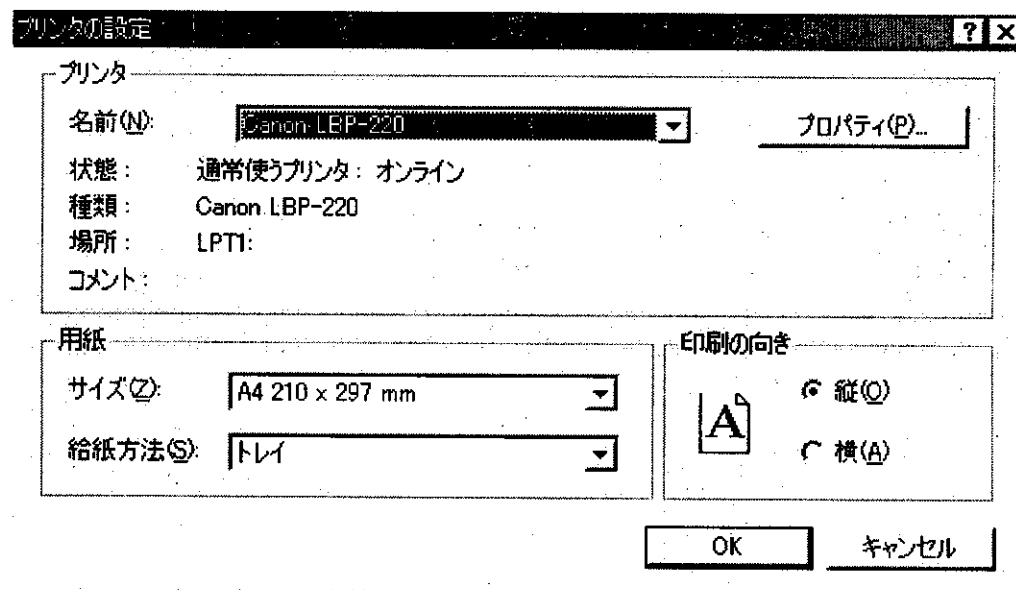 プリンタの設定
プリンタ
名前(N):
Canon LBP-220
プロパティ(P)...
状態：
通常使うプリンタ： オンライン
種類：
Canon LBP-220
場所：
LPT1:
コメント：
用紙
サイズ(Z):
A4 210 x 297 mm
給紙方法(S):
トレイ
印刷の向き
A
縦(O)
横(A)
OK
キャンセル